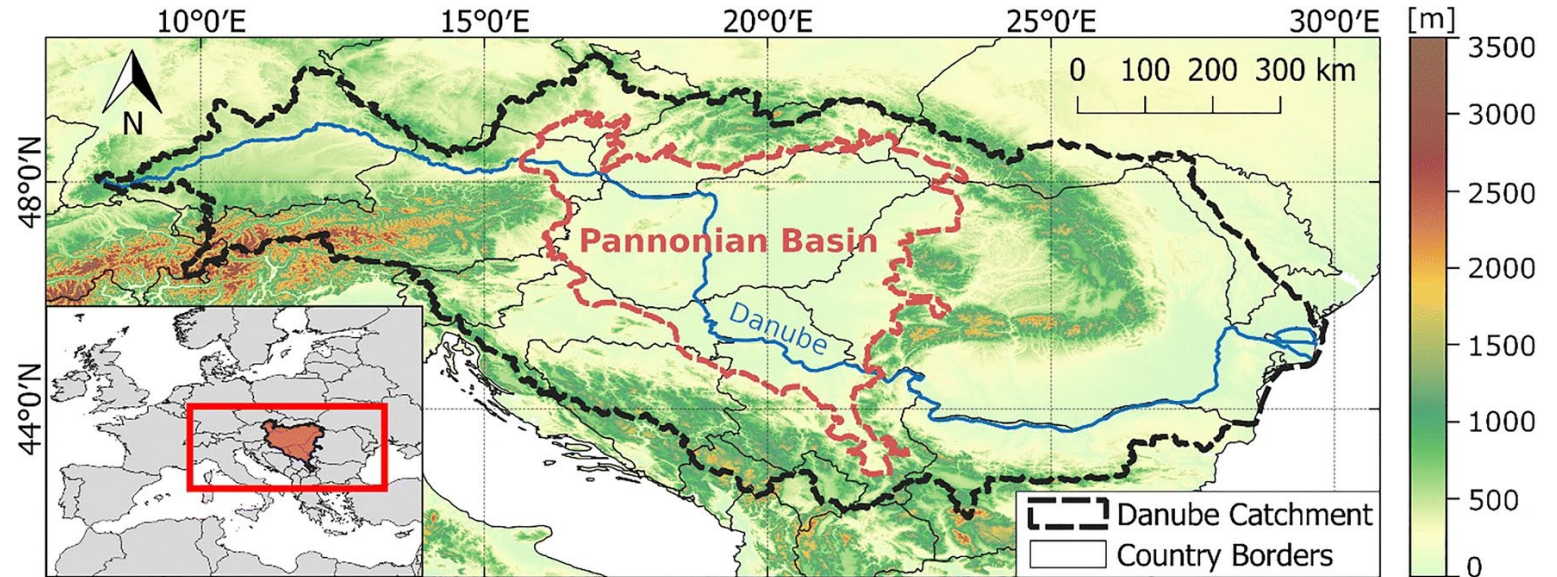 10°0′E 15°0′E 20°0′E 25°0′E 30°0′E [m]
0 100 200 300 km
N
48°0′N
44°0′N
Pannonian Basin
Danube
3500
3000
2500
2000
1500
1000
500
0
Danube Catchment
Country Borders